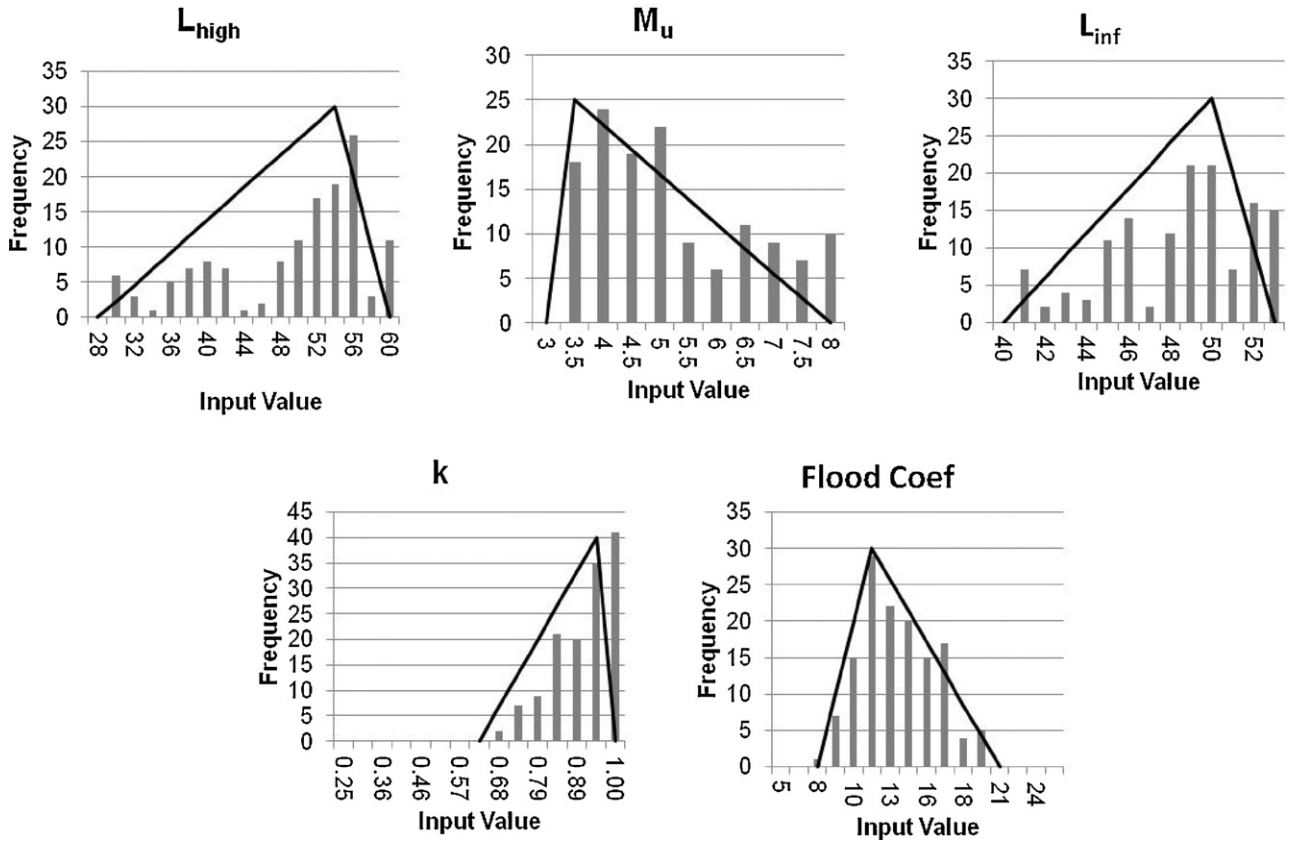 L_high
35
30
25
20
15
10
5
0
Frequency
28 32 36 40 44 48 52 56 60
Input Value
M_u
30
25
20
15
10
5
0
Frequency
3 3.5 4 4.5 5 5.5 6 6.5 7 7.5 8
Input Value
L_inf
35
30
25
20
15
10
5
0
Frequency
40 42 44 46 48 50 52
Input Value
k
45
40
35
30
25
20
15
10
5
0
Frequency
0.25 0.36 0.46 0.57 0.68 0.79 0.89 1.00
Input Value
Flood Coef
35
30
25
20
15
10
5
0
Frequency
5 8 10 13 16 18 21 24
Input Value